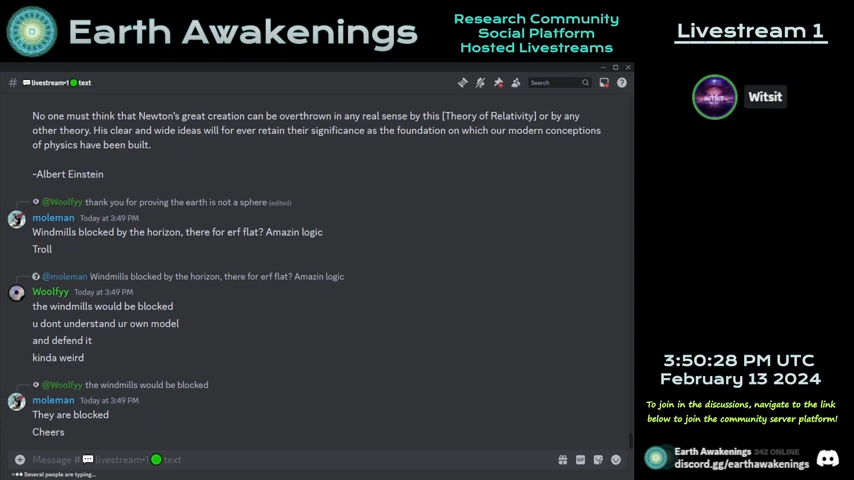 Earth Awakenings
Research Community
Social Platform
Hosted Livestreams
Livestream 1
# livestream•1 text
Search
Witsit
No one must think that Newton's great creation can be overthrown in any real sense by this [Theory of Relativity] or by any
other theory. His clear and wide ideas will for ever retain their significance as the foundation on which our modern conceptions
of physics have been built.
-Albert Einstein
@Woolfyy thank you for proving the earth is not a sphere (edited)
moleman Today at 3:49 PM
Windmills blocked by the horizon, there for erf flat? Amazin logic
Troll
@moleman Windmills blocked by the horizon, there for erf flat? Amazin logic
Woolfyy Today at 3:49 PM
the windmills would be blocked
u dont understand ur own model
and defend it
kinda weird
@Woolfyy the windmills would be blocked
moleman Today at 3:49 PM
They are blocked
Cheers
Message # livestream•1 text
GIF
Several people are typing...
3:50:28 PM UTC
February 13 2024
To join in the discussions, navigate to the link
below to join the community server platform!
Earth Awakenings 342 ONLINE
discord.gg/earthawakenings